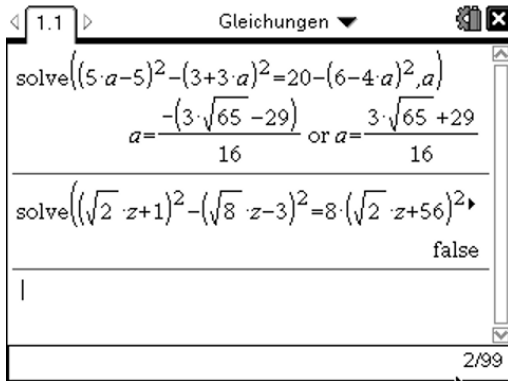 1.1 Gleichungen
solve((5·a-5)²-(3+3·a)²=20-(6-4·a)²,a)
a=-(3·√65 -29)/16 or a=(3·√65 +29)/16
solve((√2 ·z+1)²-(√8 ·z-3)²=8·(√2 ·z+56)²▸
false
2/99